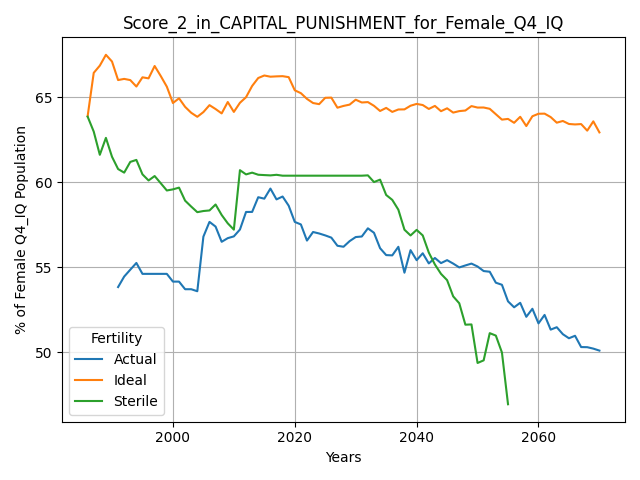 Score_2_in_CAPITAL_PUNISHMENT_for_Female_Q4_IQ
% of Female Q4_IQ Population
65
60
55
50
Fertility
Actual
Ideal
Sterile
2000 2020 2040 2060
Years